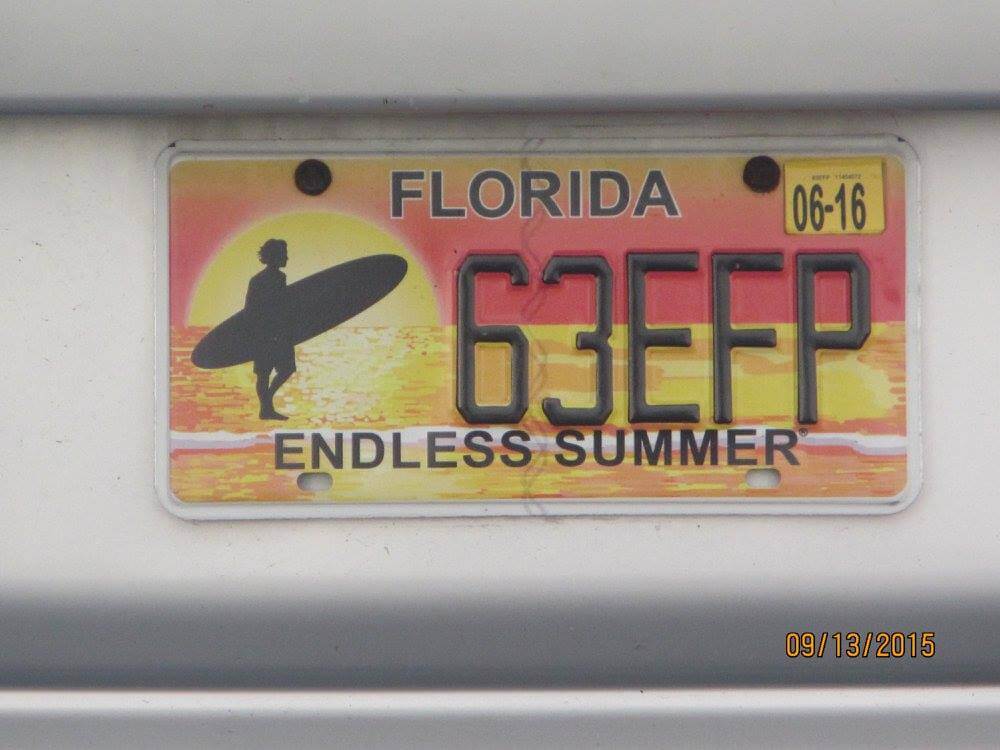 FLORIDA
06-16
63EFP
ENDLESS SUMMER®
09/13/2015